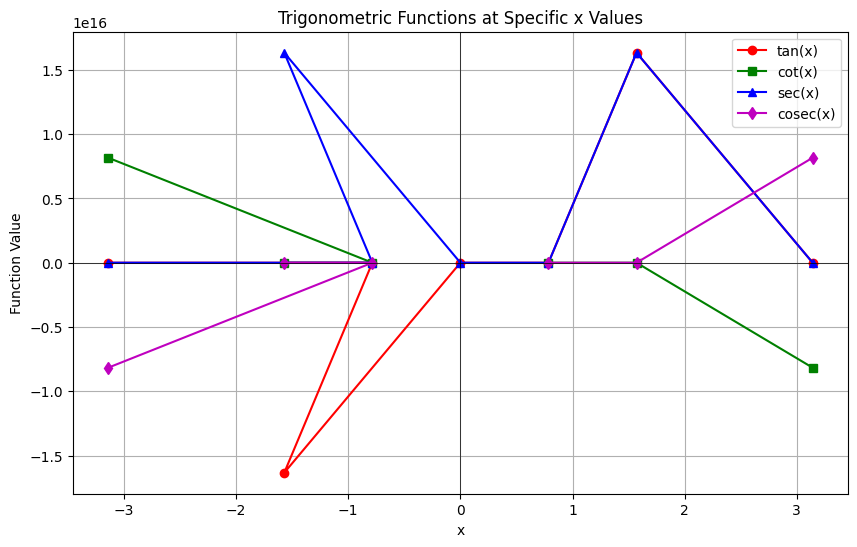 Trigonometric Functions at Specific x Values
1e16
tan(x)
cot(x)
sec(x)
cosec(x)
1.5
1.0
0.5
0.0
−0.5
−1.0
−1.5
Function Value
−3
−2
−1
0
1
2
3
x